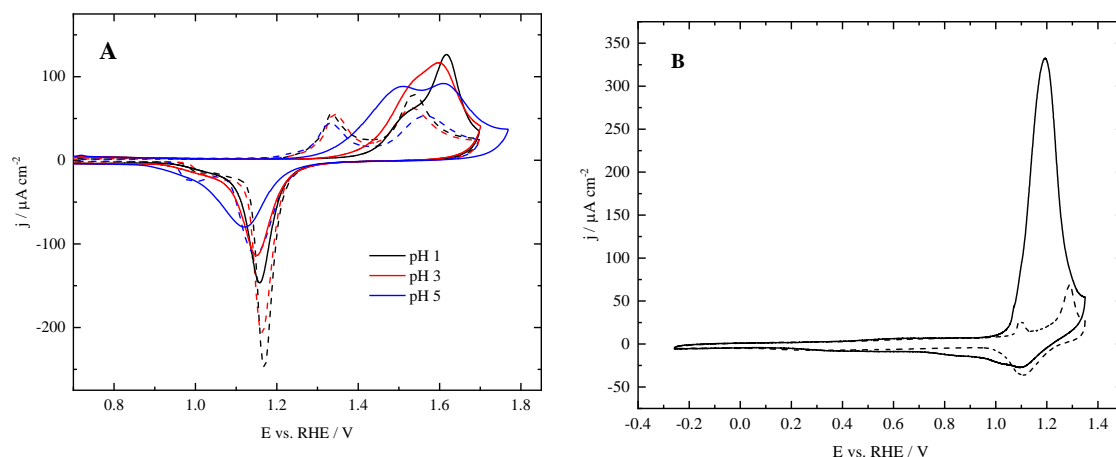 A
100
0
-100
-200
j / µA cm-2
pH 1
pH 3
pH 5
0.8 1.0 1.2 1.4 1.6 1.8
E vs. RHE / V
B
350
300
250
200
150
100
50
0
-50
j / µA cm-2
-0.4 -0.2 0.0 0.2 0.4 0.6 0.8 1.0 1.2 1.4
E vs. RHE / V